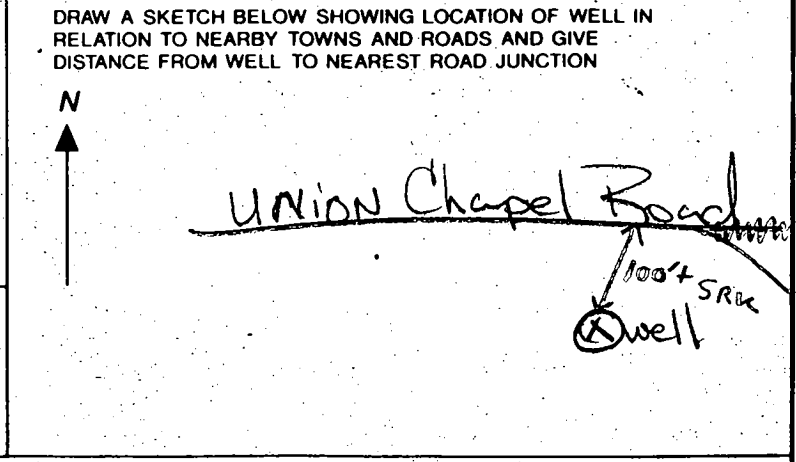 DRAW A SKETCH BELOW SHOWING LOCATION OF WELL IN
RELATION TO NEARBY TOWNS AND ROADS AND GIVE
DISTANCE FROM WELL TO NEAREST ROAD JUNCTION
N
UNION Chapel Road
100'+
X well